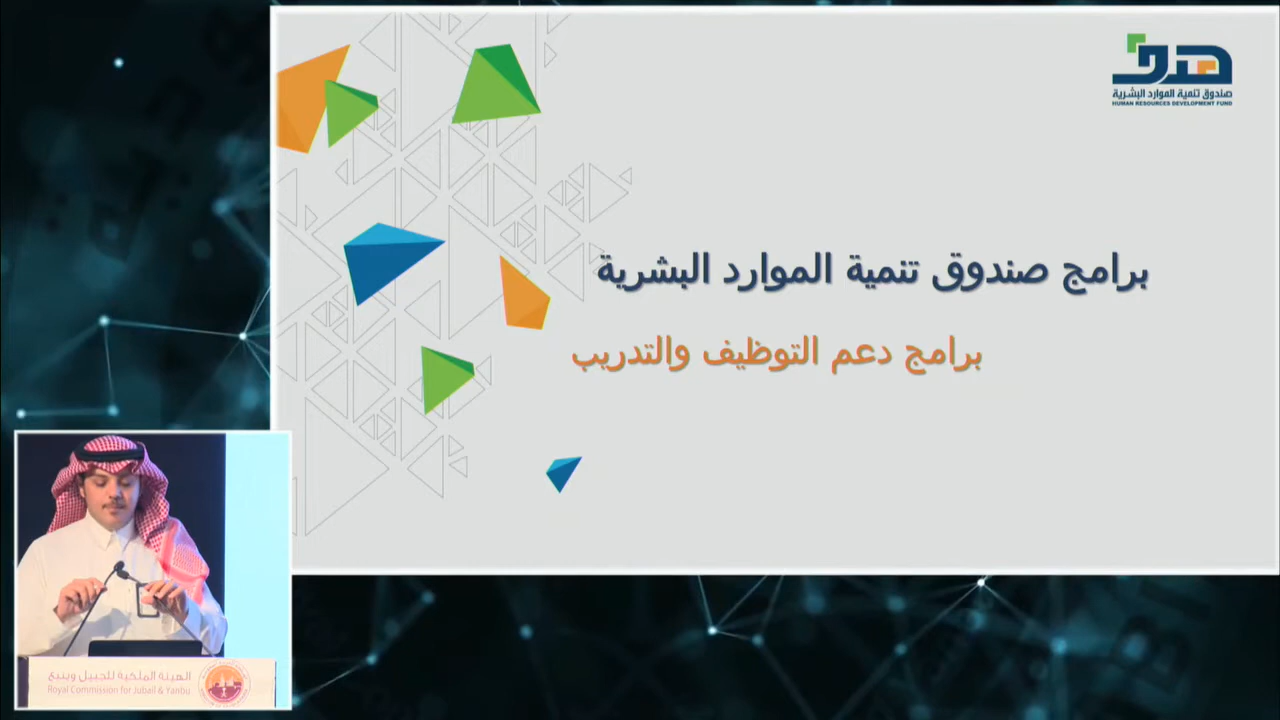 هدف
صندوق تنمية الموارد البشرية
HUMAN RESOURCES DEVELOPMENT FUND
برامج صندوق تنمية الموارد البشرية
برامج دعم التوظيف والتدريب
الهيئة الملكية للجبيل وينبع
Royal Commission for Jubail & Yanbu